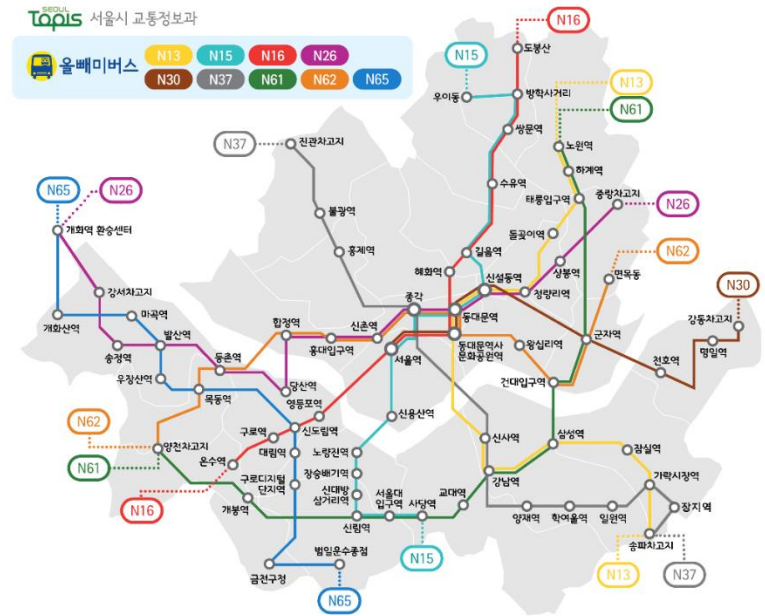 SEOUL
Topis 서울시 교통정보과
올빼미버스 N13 N15 N16 N26
N30 N37 N61 N62 N65
N16
도봉산
N15
우이동
방학사거리
N13
N61
쌍문역
노원역
하계역
N37
진관차고지
수유역
태릉입구역
중랑차고지
N26
N65
N26
불광역
돌곶이역
개화역 환승센터
홍제역
길음역
N62
혜화역
신설동역
상봉역
면목동
강서차고지
종각
청량리역
N30
개화산역
마곡역
합정역
신촌역
동대문역
군자역
강동차고지
발산역
홍대입구역
동대문역사
문화공원역
왕십리역
명일역
송정역
등촌역
서울역
천호역
우장산역
당산역
건대입구역
목동역
영등포역
신용산역
N62
양천차고지
구로역
신도림역
신사역
삼성역
잠실역
대림역
노량진역
N61
온수역
장승배기역
강남역
가락시장역
구로디지털
단지역
신대방
삼거리역
서울대
입구역
사당역
교대역
장지역
N16
개봉역
신림역
양재역
학여울역
일원역
N15
송파차고지
금천구청
범일운수종점
N65
N13
N37